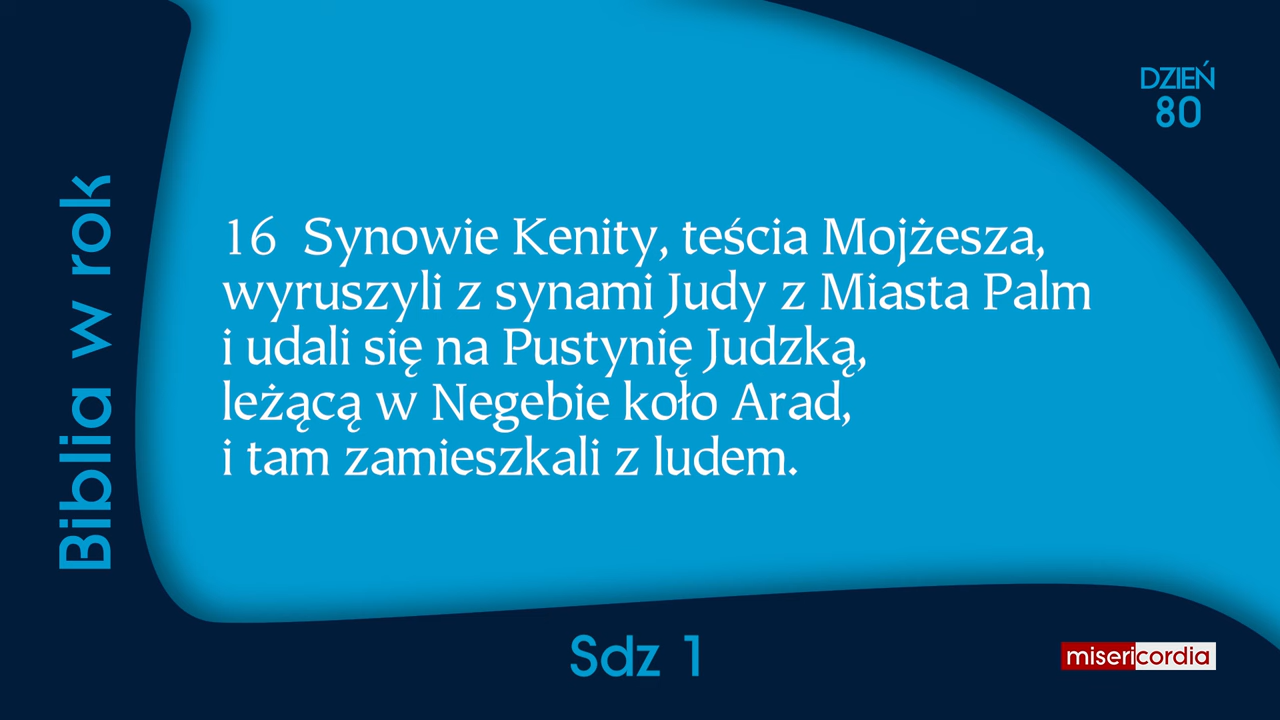 DZIEŃ
80
Biblia w rok
16 Synowie Kenity, teścia Mojżesza,
wyruszyli z synami Judy z Miasta Palm
i udali się na Pustynię Judzką,
leżącą w Negebie koło Arad,
i tam zamieszkali z ludem.
Sdz 1
misericordia